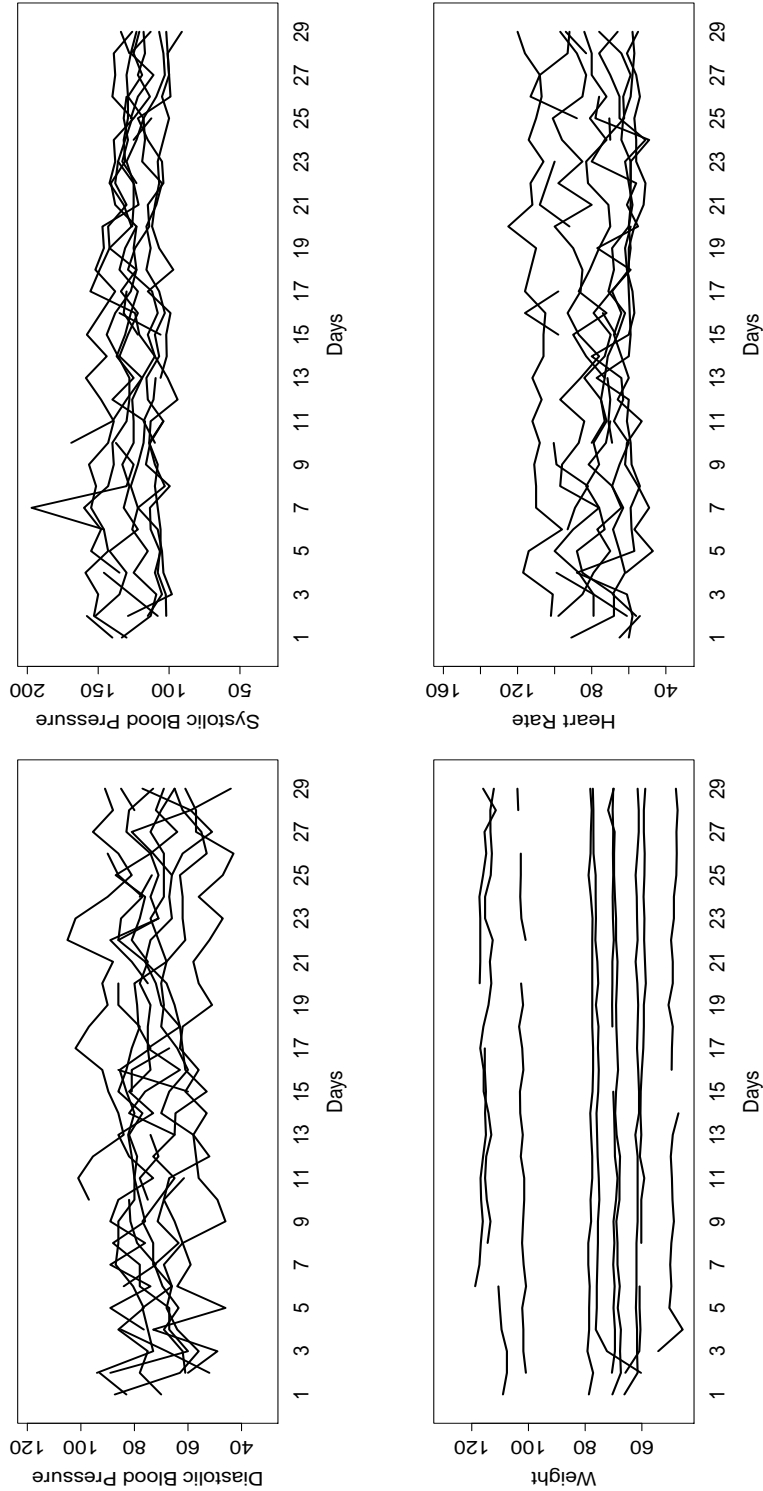 Diastolic Blood Pressure
120
100
80
60
40
1 3 5 7 9 11 13 15 17 19 21 23 25 27 29
Days
Systolic Blood Pressure
200
150
100
50
1 3 5 7 9 11 13 15 17 19 21 23 25 27 29
Days
Weight
120
100
80
60
1 3 5 7 9 11 13 15 17 19 21 23 25 27 29
Days
Heart Rate
160
120
80
40
1 3 5 7 9 11 13 15 17 19 21 23 25 27 29
Days